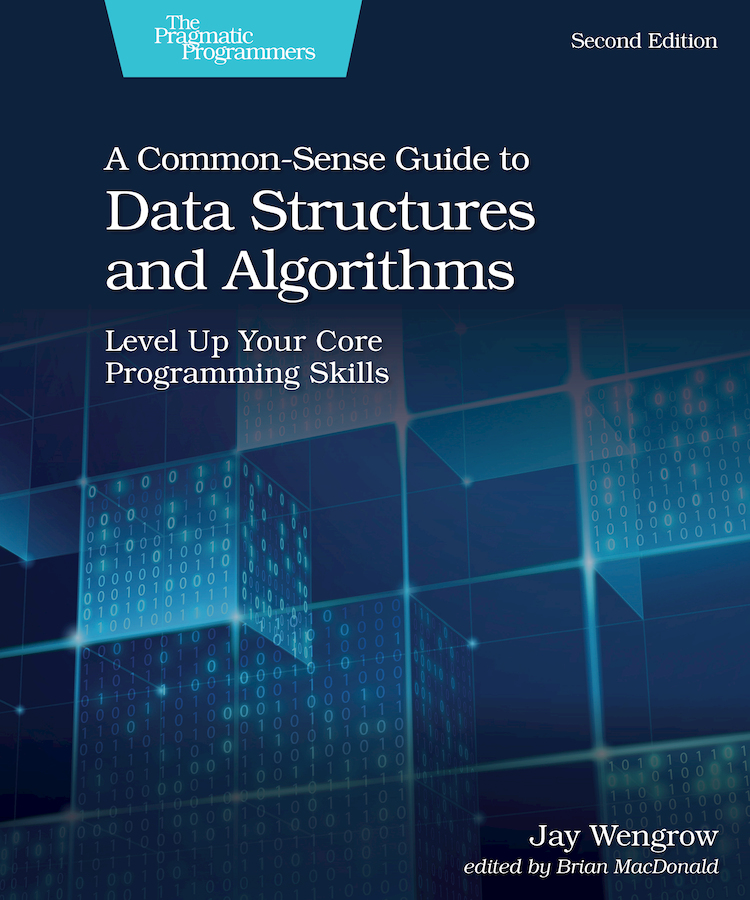 The
Pragmatic
Programmers
Second Edition
A Common-Sense Guide to
Data Structures
and Algorithms
Level Up Your Core
Programming Skills
Jay Wengrow
edited by Brian MacDonald